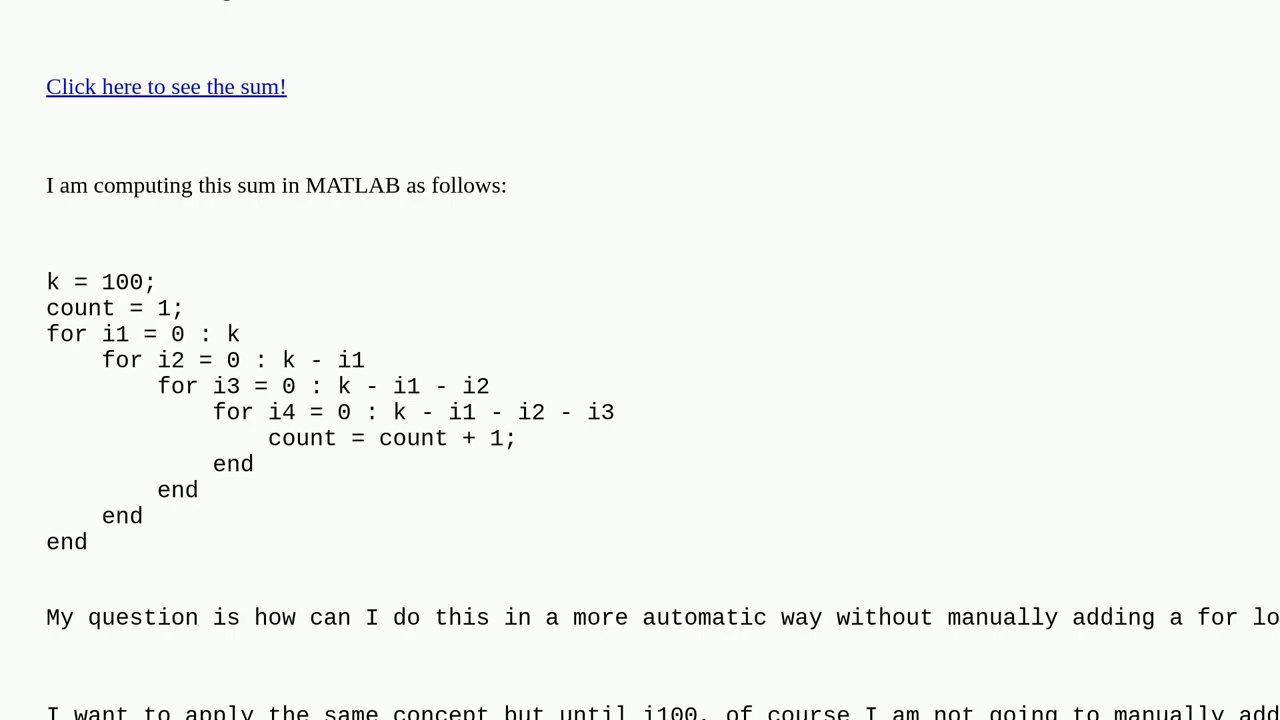 Click here to see the sum!
I am computing this sum in MATLAB as follows:
k = 100;
count = 1;
for i1 = 0 : k
    for i2 = 0 : k - i1
        for i3 = 0 : k - i1 - i2
            for i4 = 0 : k - i1 - i2 - i3
                count = count + 1;
            end
        end
    end
end
My question is how can I do this in a more automatic way without manually adding a for lo
I want to apply the same concept but until i100, of course I am not going to manually add